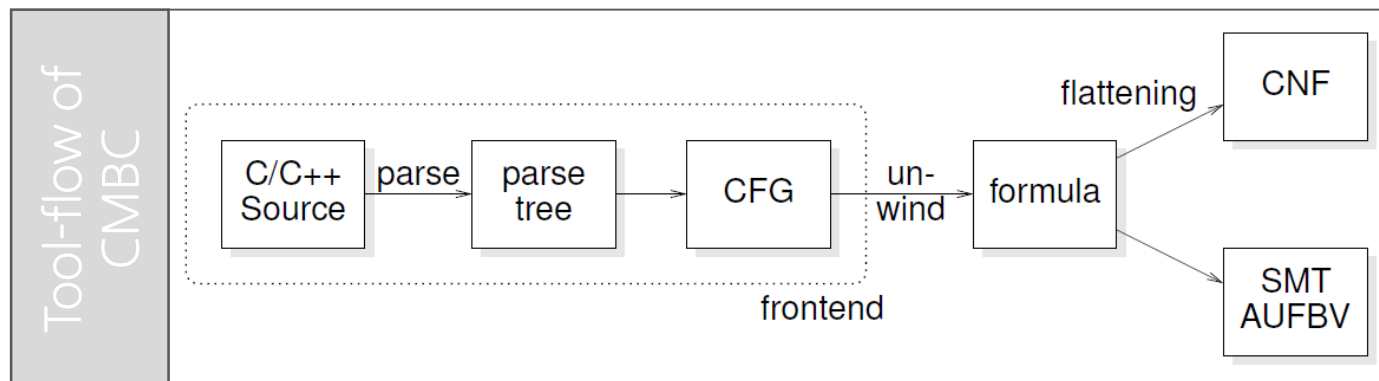 Tool-flow of
CMBC
C/C++
Source
parse
parse
tree
CFG
un-
wind
formula
flattening
CNF
SMT
AUFBV
frontend